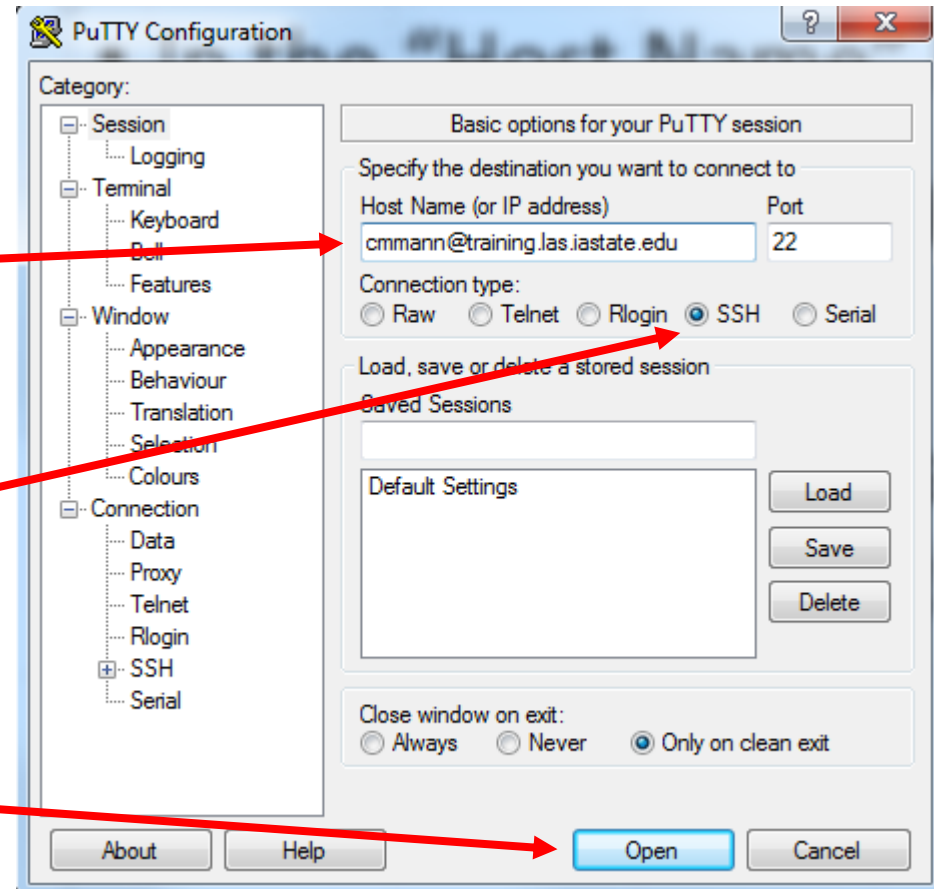 PuTTY Configuration
in the "Host Name"
Category:
Session
Logging
Terminal
Keyboard
Bell
Features
Window
Appearance
Behaviour
Translation
Selection
Colours
Connection
Data
Proxy
Telnet
Rlogin
SSH
Serial
Basic options for your PuTTY session
Specify the destination you want to connect to
Host Name (or IP address) Port
cmmann@training.las.iastate.edu 22
Connection type:
Raw Telnet Rlogin SSH Serial
Load, save or delete a stored session
Saved Sessions
Default Settings
Load
Save
Delete
Close window on exit:
Always Never Only on clean exit
About Help Open Cancel